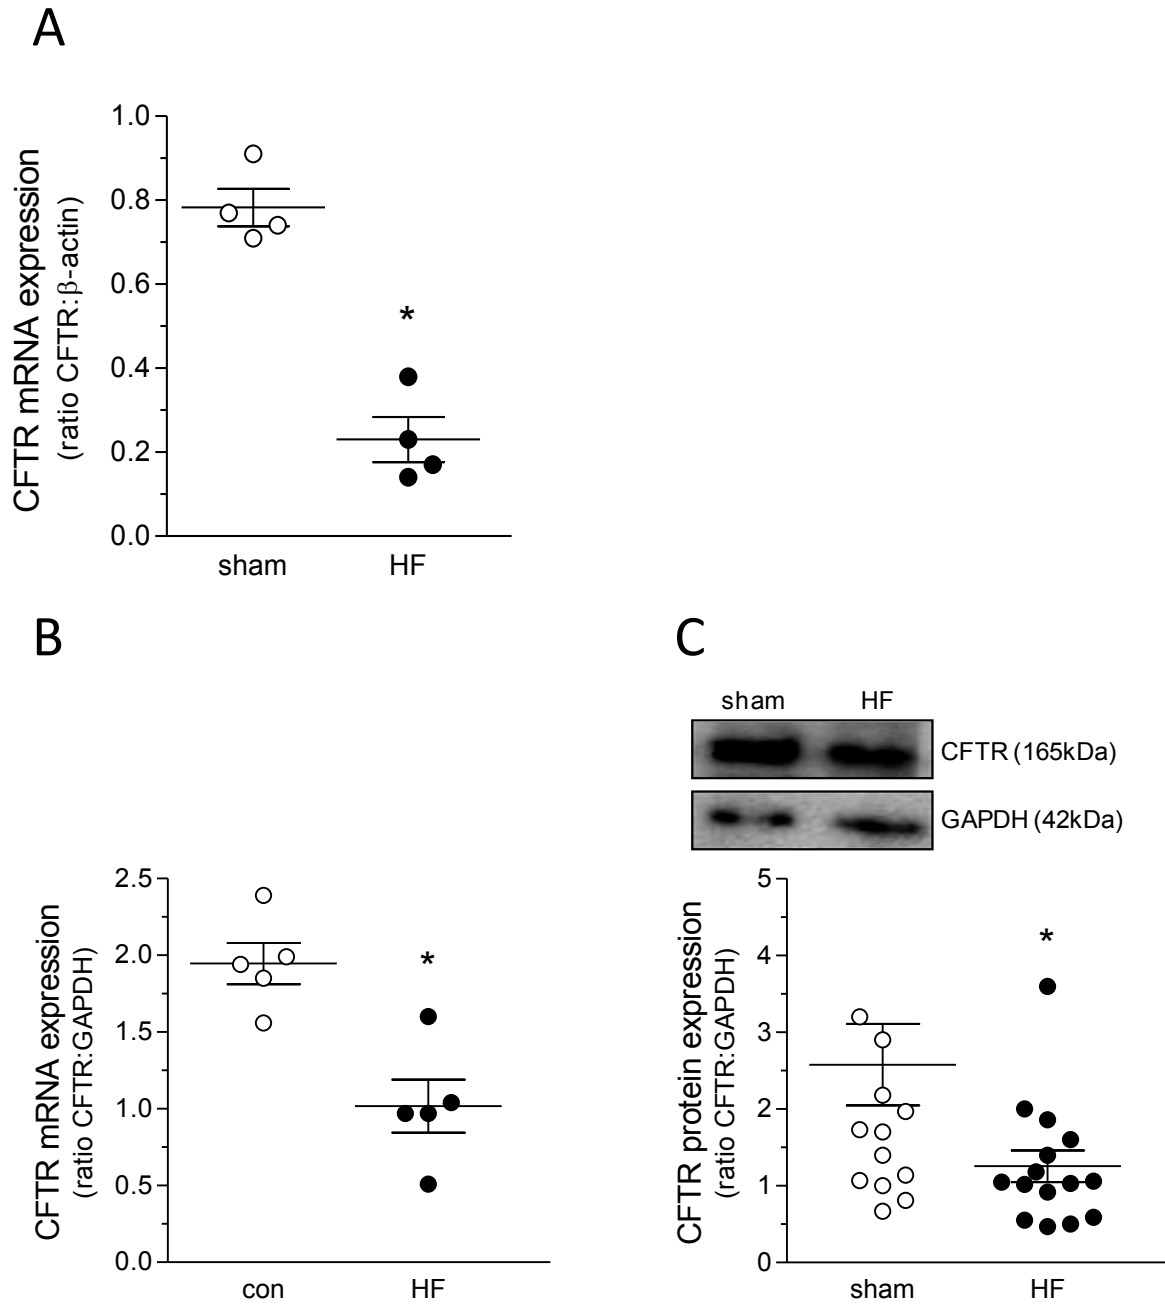 A
CFTR mRNA expression
(ratio CFTR:β-actin)
1.0
0.8
0.6
0.4
0.2
0.0
*
sham HF
B
CFTR mRNA expression
(ratio CFTR:GAPDH)
2.5
2.0
1.5
1.0
0.5
0.0
*
con HF
C
sham HF
CFTR (165kDa)
GAPDH (42kDa)
CFTR protein expression
(ratio CFTR:GAPDH)
5
4
3
2
1
0
*
sham HF